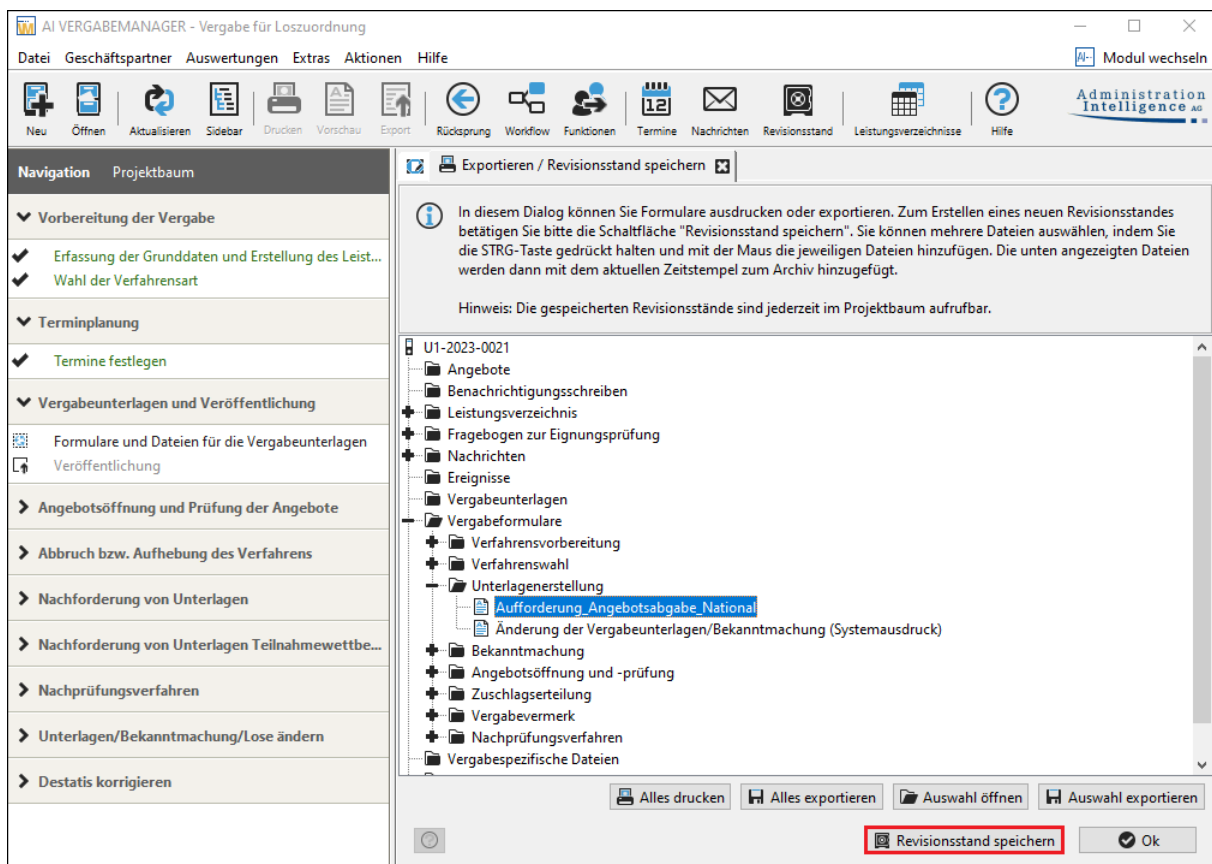 AI VERGABEMANAGER - Vergabe für Loszuordnung
Datei Geschäftspartner Auswertungen Extras Aktionen Hilfe
AI- Modul wechseln
Neu Öffnen Aktualisieren Sidebar Drucken Vorschau Export Rücksprung Workflow Funktionen Termine Nachrichten Revisionsstand Leistungsverzeichnisse Hilfe
12
Administration
Intelligence AG
Navigation Projektbaum
Vorbereitung der Vergabe
Erfassung der Grunddaten und Erstellung des Leist...
Wahl der Verfahrensart
Terminplanung
Termine festlegen
Vergabeunterlagen und Veröffentlichung
Formulare und Dateien für die Vergabeunterlagen
Veröffentlichung
Angebotsöffnung und Prüfung der Angebote
Abbruch bzw. Aufhebung des Verfahrens
Nachforderung von Unterlagen
Nachforderung von Unterlagen Teilnahmewettbe...
Nachprüfungsverfahren
Unterlagen/Bekanntmachung/Lose ändern
Destatis korrigieren
Exportieren / Revisionsstand speichern
In diesem Dialog können Sie Formulare ausdrucken oder exportieren. Zum Erstellen eines neuen Revisionsstandes
betätigen Sie bitte die Schaltfläche "Revisionsstand speichern". Sie können mehrere Dateien auswählen, indem Sie
die STRG-Taste gedrückt halten und mit der Maus die jeweiligen Dateien hinzufügen. Die unten angezeigten Dateien
werden dann mit dem aktuellen Zeitstempel zum Archiv hinzugefügt.
Hinweis: Die gespeicherten Revisionsstände sind jederzeit im Projektbaum aufrufbar.
U1-2023-0021
Angebote
Benachrichtigungsschreiben
Leistungsverzeichnis
Fragebogen zur Eignungsprüfung
Nachrichten
Ereignisse
Vergabeunterlagen
Vergabeformulare
Verfahrensvorbereitung
Verfahrenswahl
Unterlagenerstellung
Aufforderung_Angebotsabgabe_National
Änderung der Vergabeunterlagen/Bekanntmachung (Systemausdruck)
Bekanntmachung
Angebotsöffnung und -prüfung
Zuschlagserteilung
Vergabevermerk
Nachprüfungsverfahren
Vergabespezifische Dateien
Alles drucken Alles exportieren Auswahl öffnen Auswahl exportieren
Revisionsstand speichern Ok